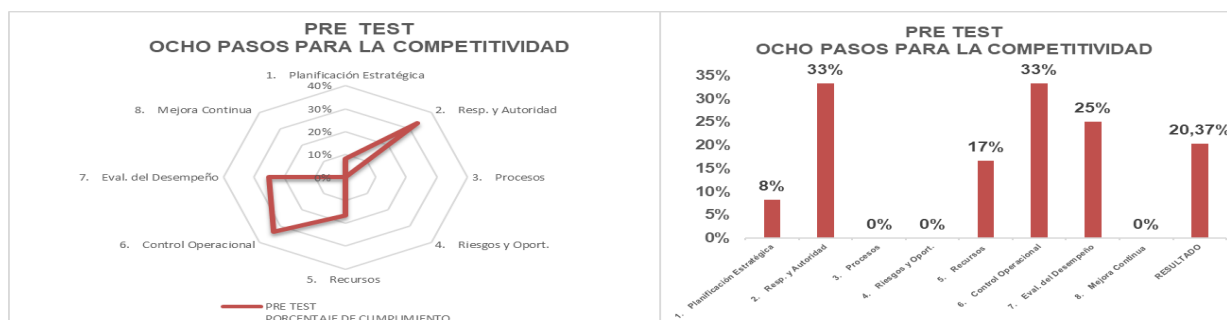 PRE TEST
OCHO PASOS PARA LA COMPETITIVIDAD
1. Planificación Estratégica
40%
30%
20%
10%
0%
8. Mejora Continua
2. Resp. y Autoridad
7. Eval. del Desempeño
3. Procesos
6. Control Operacional
4. Riesgos y Oport.
5. Recursos
PRE TEST
PORCENTAJE DE CUMPLIMIENTO
PRE TEST
OCHO PASOS PARA LA COMPETITIVIDAD
35%
30%
25%
20%
15%
10%
5%
0%
8%
33%
0%
0%
17%
33%
25%
0%
20,37%
1. Planificación Estratégica
2. Resp. y Autoridad
3. Procesos
4. Riesgos y Oport.
5. Recursos
6. Control Operacional
7. Eval. del Desempeño
8. Mejora Continua
RESULTADO